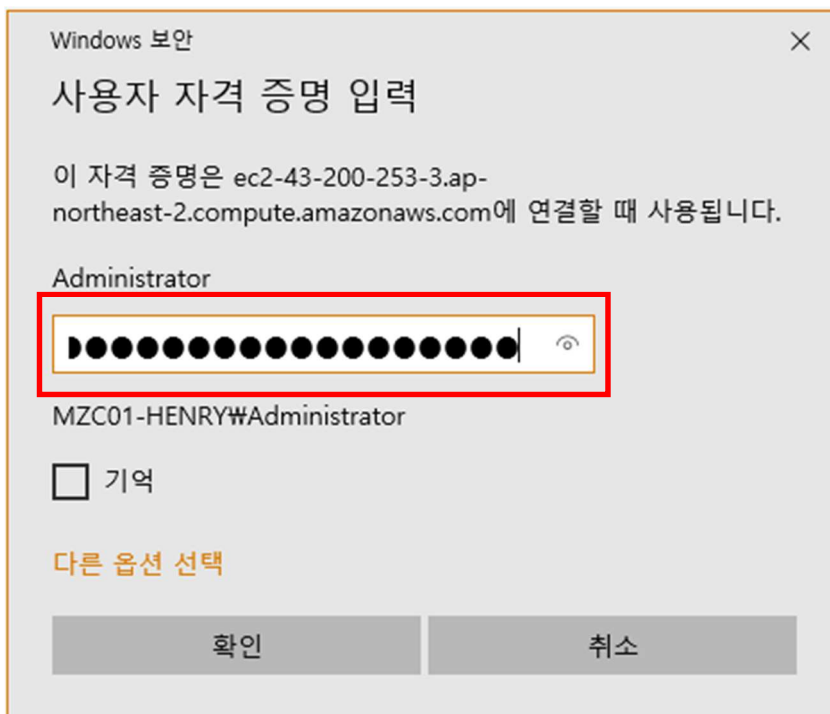 Windows 보안
사용자 자격 증명 입력
이 자격 증명은 ec2-43-200-253-3.ap-
northeast-2.compute.amazonaws.com에 연결할 때 사용됩니다.
Administrator
●●●●●●●●●●●●●●●●●●
MZC01-HENRY₩Administrator
기억
다른 옵션 선택
확인 취소